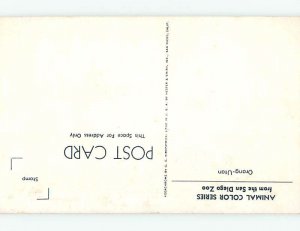 ANIMAL COLOR SERIES
from the San Diego Zoo
Orang-Utan
POST CARD
This Space For Address Only
Stamp